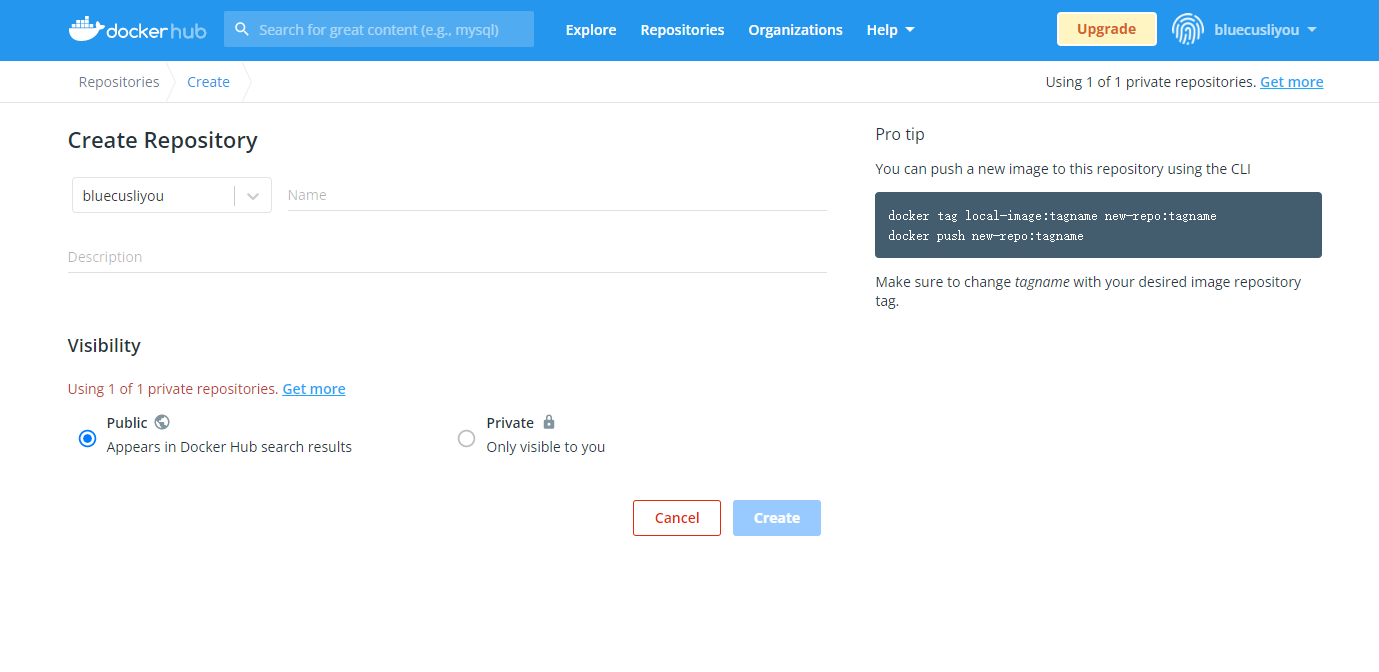 docker hub
Search for great content (e.g., mysql)
Explore
Repositories
Organizations
Help
Upgrade
bluecusliyou
Repositories
Create
Using 1 of 1 private repositories. Get more
Create Repository
bluecusliyou
Name
Description
Visibility
Using 1 of 1 private repositories. Get more
Public
Appears in Docker Hub search results
Private
Only visible to you
Cancel
Create
Pro tip
You can push a new image to this repository using the CLI
docker tag local-image:tagname new-repo:tagname
docker push new-repo:tagname
Make sure to change tagname with your desired image repository
tag.